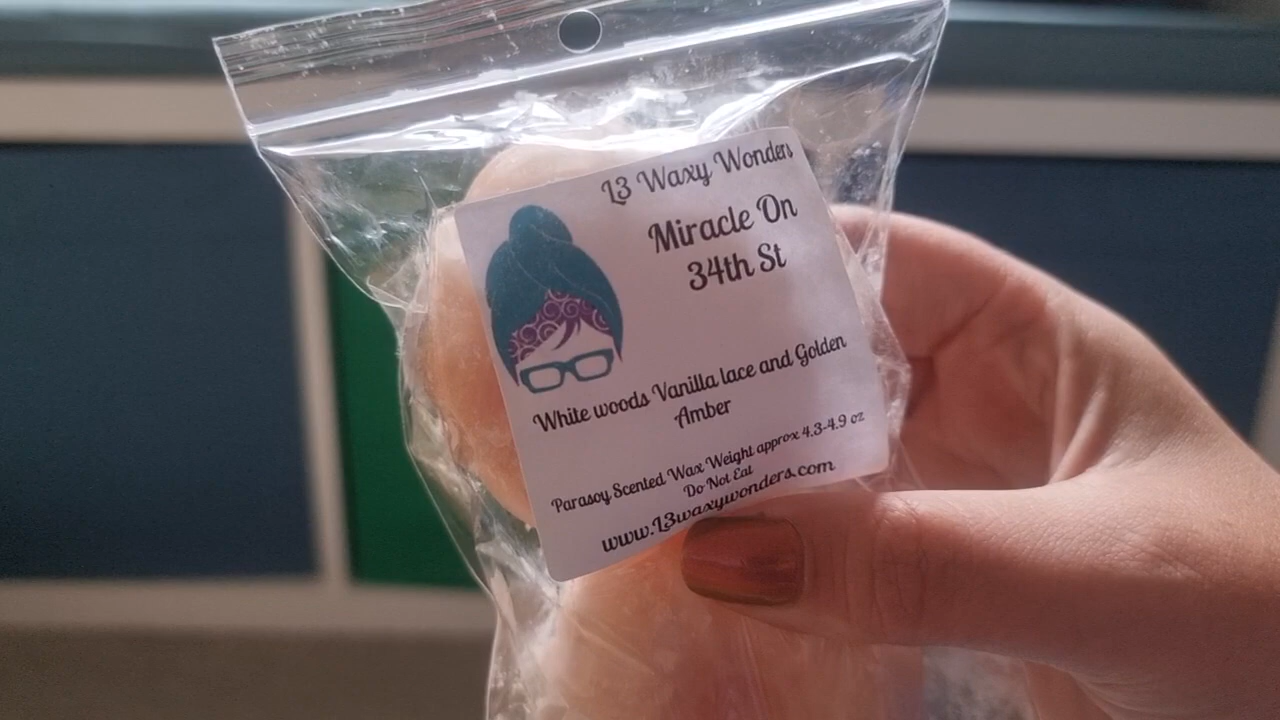 L3 Waxy Wonders
Miracle On
34th St
White woods Vanilla lace and Golden
Amber
Parasoy Scented Wax Weight approx 4.3-4.9 oz
Do Not Eat
www.L3waxywonders.com